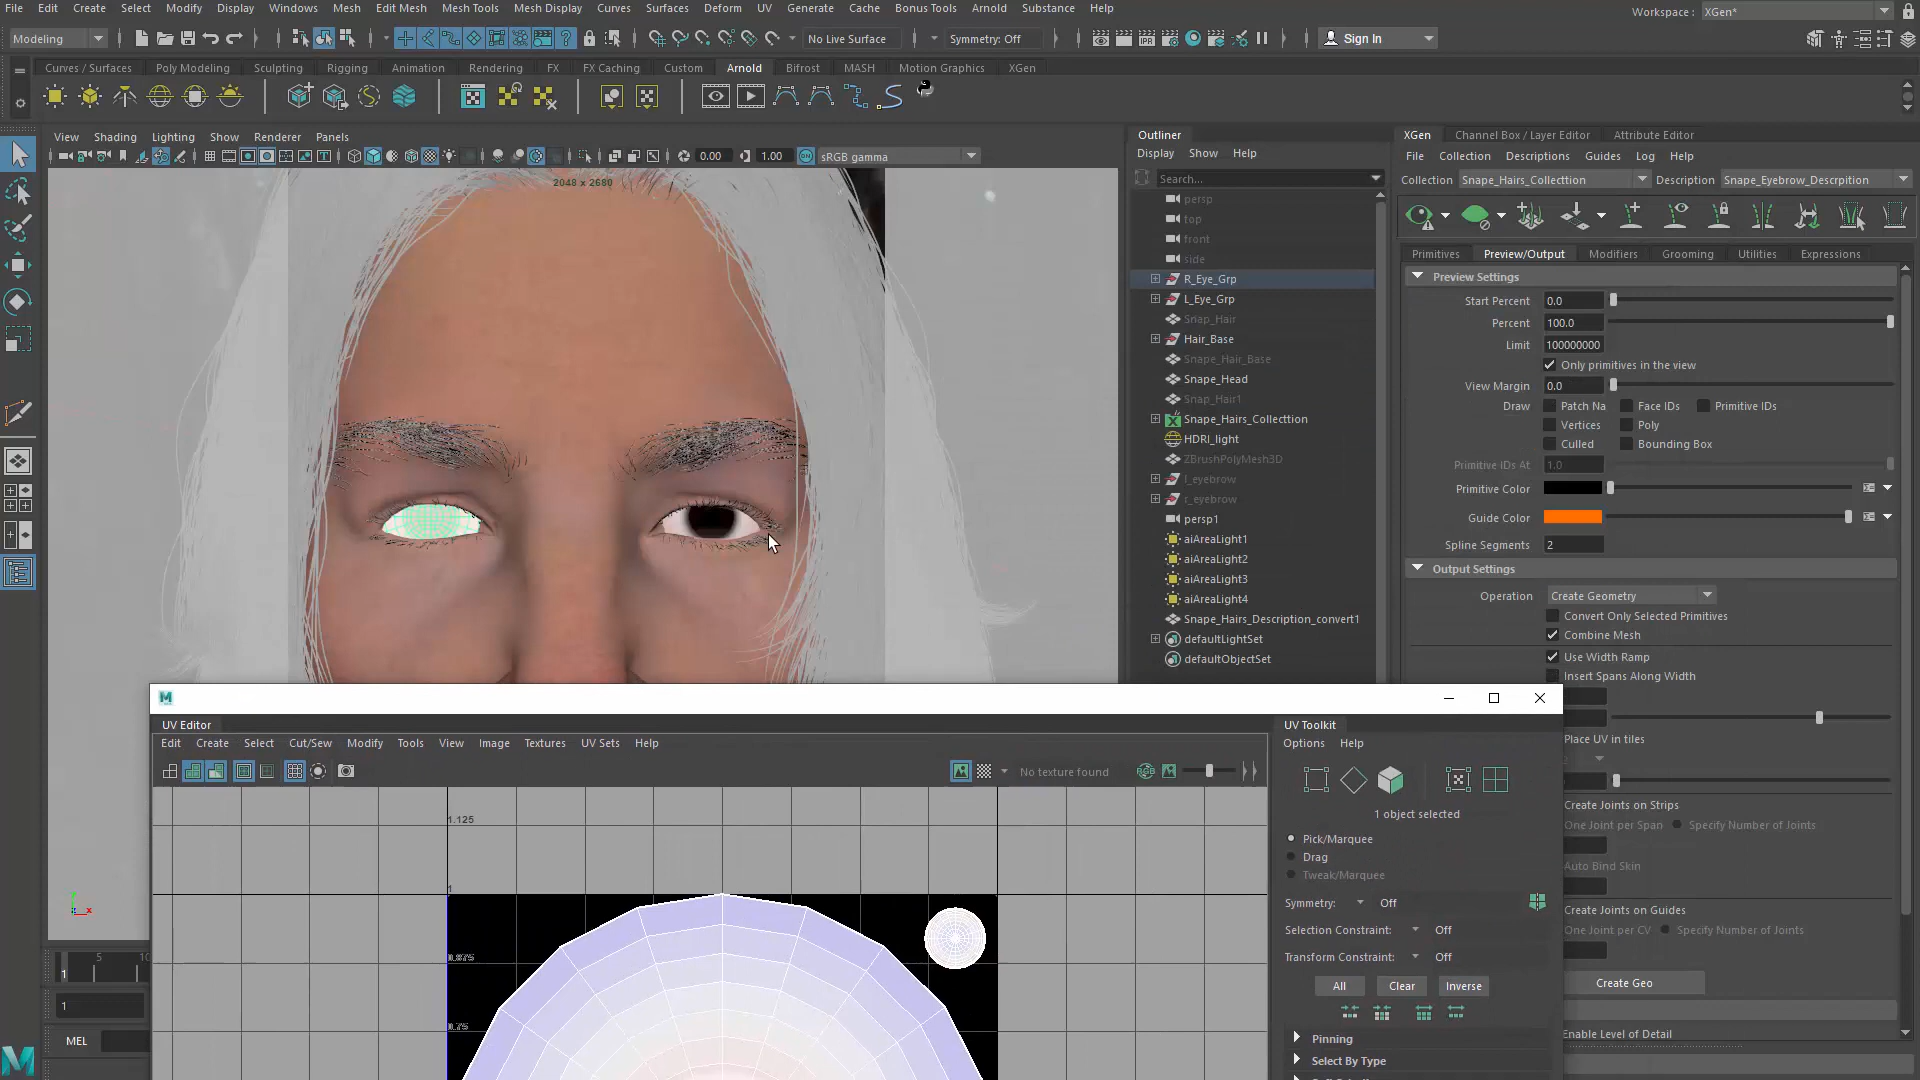 File Edit Create Select Modify Display Windows Mesh Edit Mesh Mesh Tools Mesh Display Curves Surfaces Deform UV Generate Cache Bonus Tools Arnold Substance Help
Workspace : XGen*
Modeling No Live Surface Symmetry: Off Sign In
Curves / Surfaces Poly Modeling Sculpting Rigging Animation Rendering FX FX Caching Custom Arnold Bifrost MASH Motion Graphics XGen
View Shading Lighting Show Renderer Panels
0.00 1.00 sRGB gamma
2048 x 2680
Outliner
Display Show Help
Search...
persp
top
front
side
R_Eye_Grp
L_Eye_Grp
Snap_Hair
Hair_Base
Snape_Hair_Base
Snape_Head
Snap_Hair1
Snape_Hairs_Collecttion
HDRI_light
ZBrushPolyMesh3D
l_eyebrow
r_eyebrow
persp1
aiAreaLight1
aiAreaLight2
aiAreaLight3
aiAreaLight4
Snape_Hairs_Description_convert1
defaultLightSet
defaultObjectSet
XGen Channel Box / Layer Editor Attribute Editor
File Collection Descriptions Guides Log Help
Collection Snape_Hairs_Collecttion Description Snape_Eyebrow_Descrpition
Primitives Preview/Output Modifiers Grooming Utilities Expressions
Preview Settings
Start Percent 0.0
Percent 100.0
Limit 100000000
Only primitives in the view
View Margin 0.0
Draw Patch Na Face IDs Primitive IDs
Vertices Poly
Culled Bounding Box
Primitive IDs At 1.0
Primitive Color
Guide Color
Spline Segments 2
Output Settings
Operation Create Geometry
Convert Only Selected Primitives
Combine Mesh
Use Width Ramp
Insert Spans Along Width
Place UV in tiles
Create Joints on Strips
One Joint per Span Specify Number of Joints
Auto Bind Skin
Create Joints on Guides
One Joint per CV Specify Number of Joints
Create Geo
Enable Level of Detail
5 10
1
1
MEL
UV Editor
Edit Create Select Cut/Sew Modify Tools View Image Textures UV Sets Help
No texture found
1.125
1
0.875
0.75
UV Toolkit
Options Help
1 object selected
Pick/Marquee
Drag
Tweak/Marquee
Symmetry: Off
Selection Constraint: Off
Transform Constraint: Off
All Clear Inverse
Pinning
Select By Type